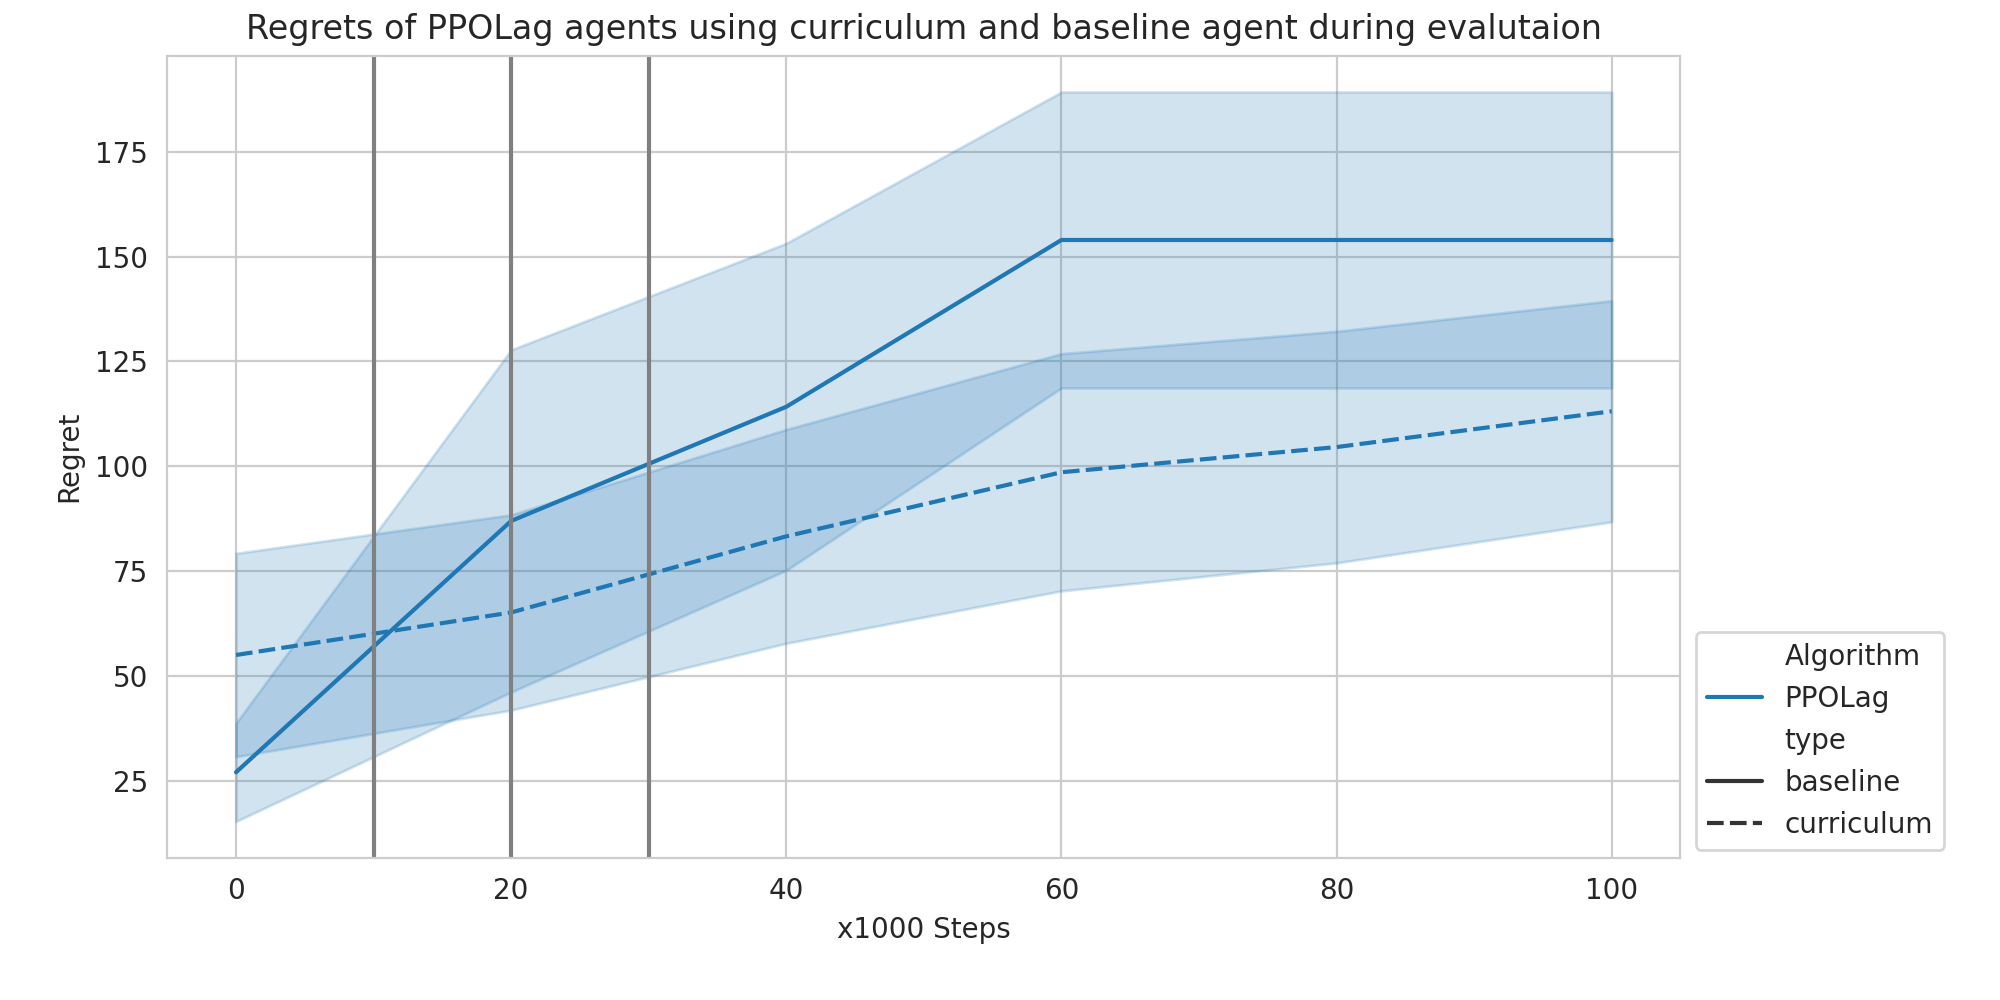 Regrets of PPOLag agents using curriculum and baseline agent during evalutaion
175
150
125
100
75
50
25
Regret
0 20 40 60 80 100
x1000 Steps
Algorithm
PPOLag
type
baseline
curriculum